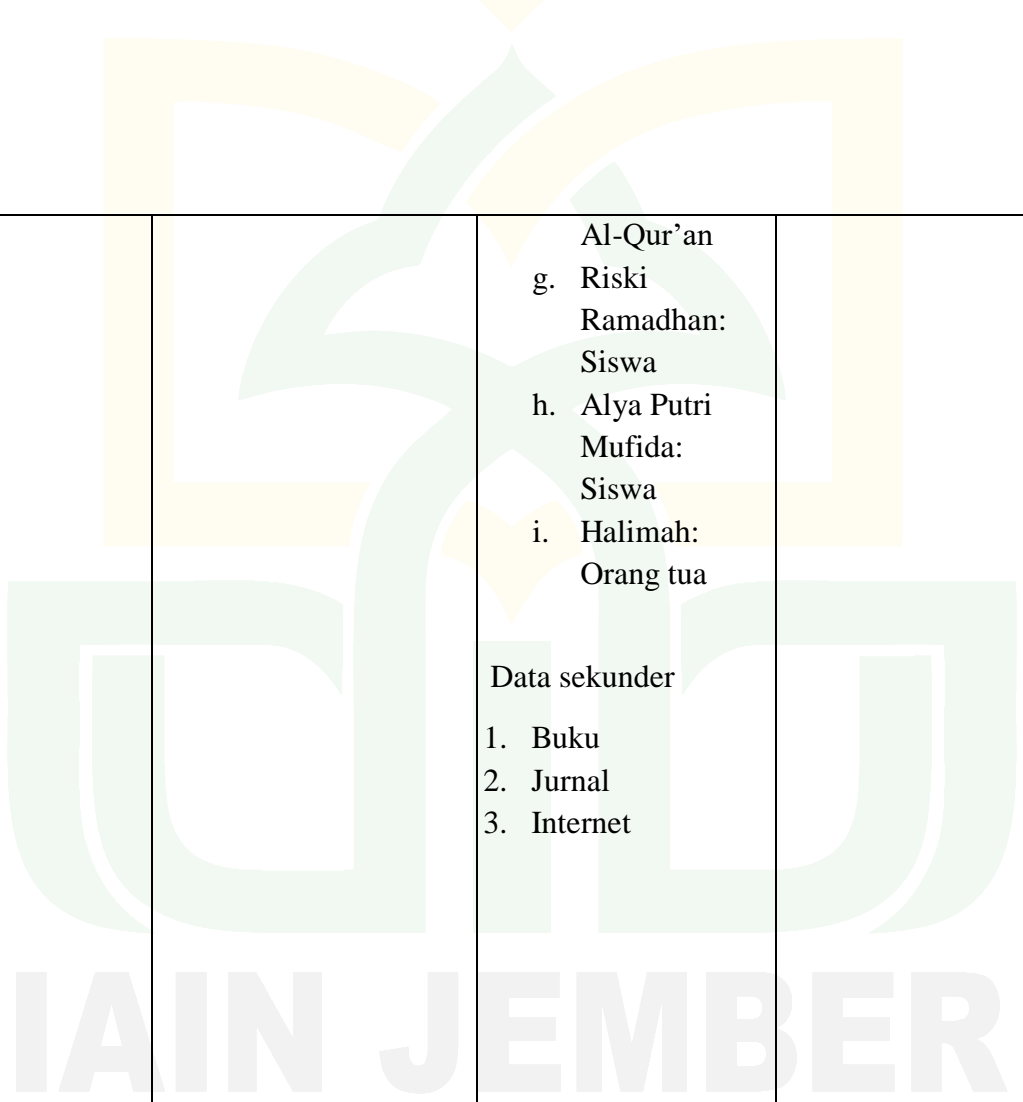 Al-Qur’an
g. Riski
Ramadhan:
Siswa
h. Alya Putri
Mufida:
Siswa
i. Halimah:
Orang tua
Data sekunder
1. Buku
2. Jurnal
3. Internet
IAIN JEMBER